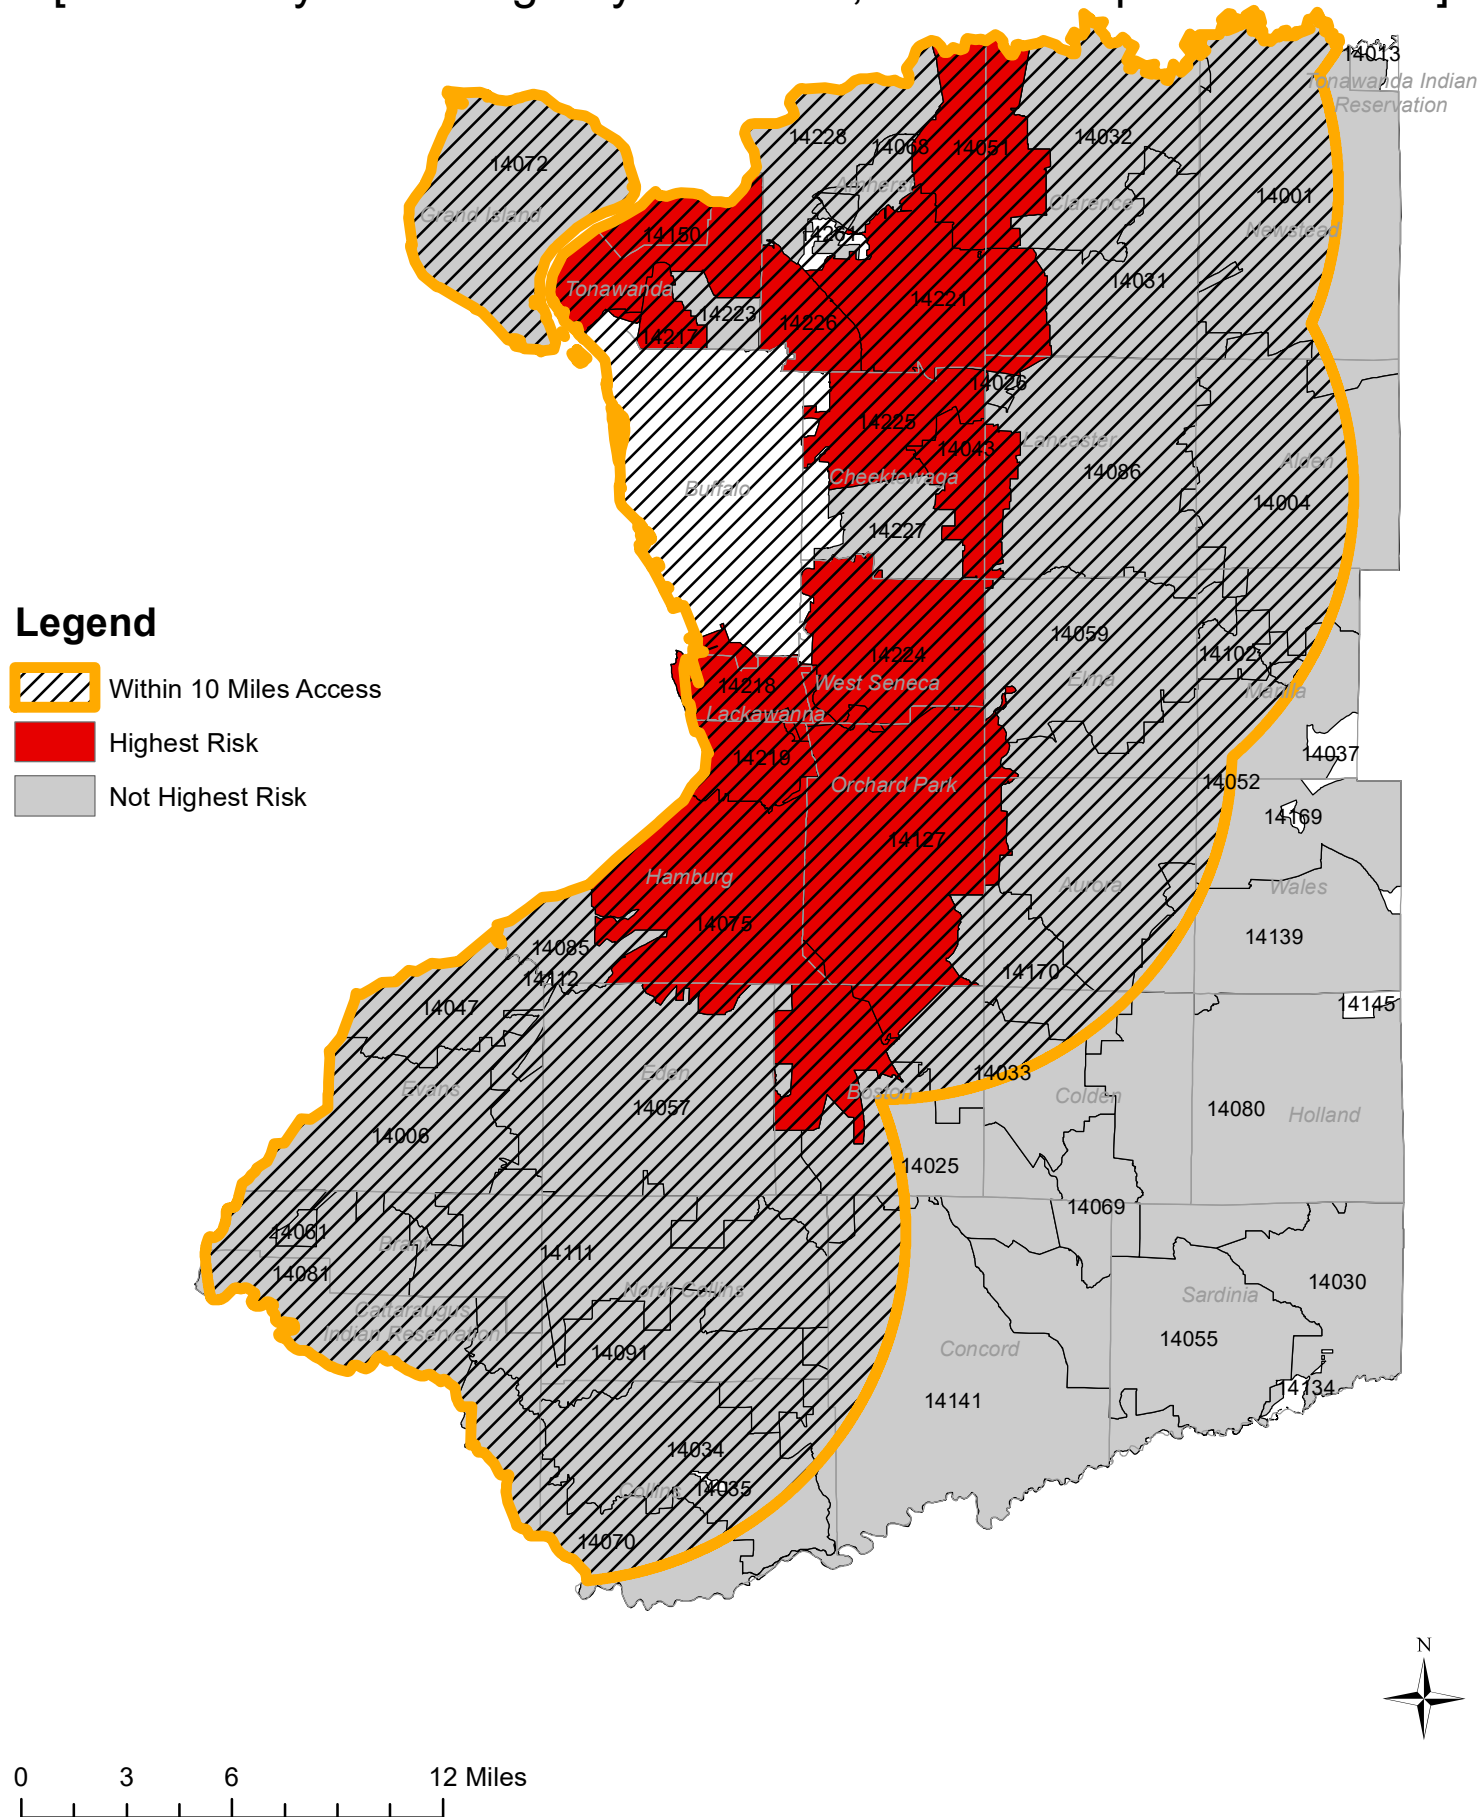 14013
Tonawanda Indian
Reservation
14228
14068
14051
14032
14072
Amherst
14001
Grand Island
Clarence
Newstead
14150
14261
14031
Tonawanda
14221
14223
14226
14217
14026
14225
14043
Lancaster
Alden
14086
Cheektowaga
Buffalo
14004
14227
Legend
14059
14102
14224
Elma
Marilla
Within 10 Miles Access
14218
West Seneca
Lackawanna
Highest Risk
14219
14037
14052
Orchard Park
Not Highest Risk
14169
14127
Hamburg
Aurora
Wales
14075
14139
14085
14112
14170
14047
14145
14033
Eden
Evans
Boston
Colden
14057
14080
Holland
14006
14025
14069
14061
Brant
14111
14081
North Collins
14030
Sardinia
Cattaraugus
Indian Reservation
14055
Concord
14091
14134
14141
14034
Collins
14035
14070
N
0 3 6 12 Miles